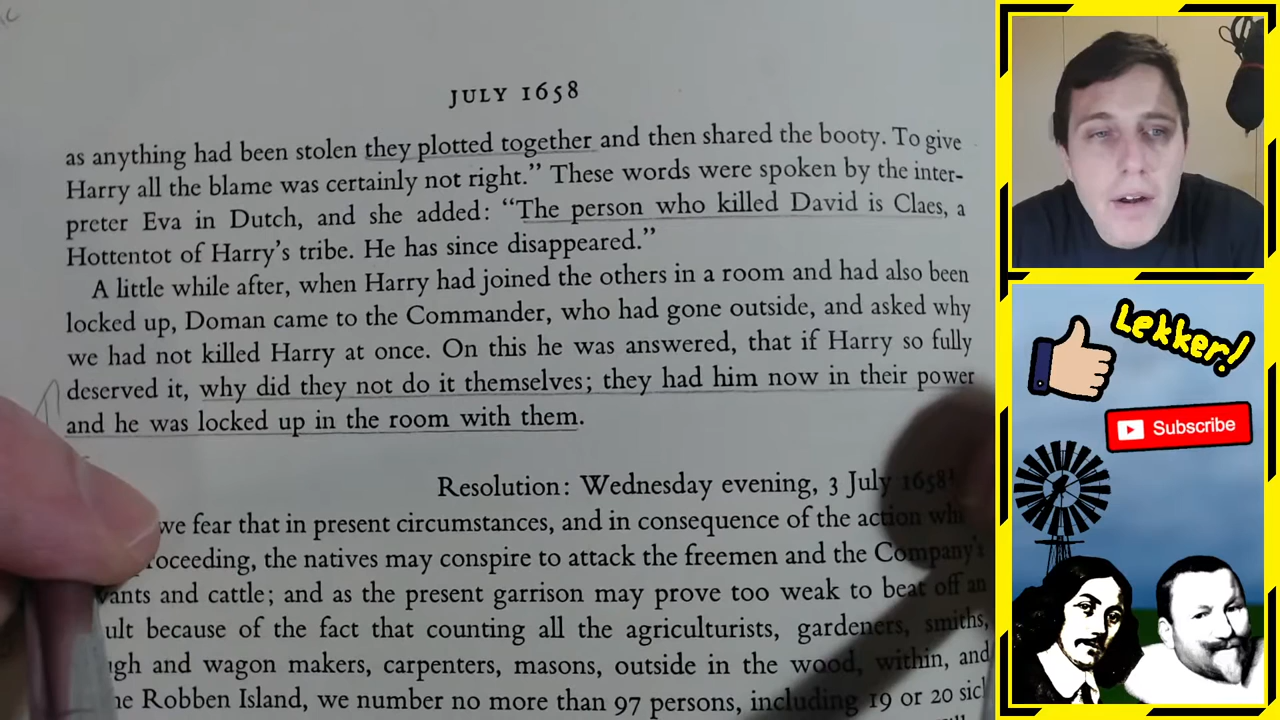 JULY 1658
as anything had been stolen they plotted together and then shared the booty. To give
Harry all the blame was certainly not right.” These words were spoken by the inter-
preter Eva in Dutch, and she added: “The person who killed David is Claes, a
Hottentot of Harry’s tribe. He has since disappeared.”
A little while after, when Harry had joined the others in a room and had also been
locked up, Doman came to the Commander, who had gone outside, and asked why
we had not killed Harry at once. On this he was answered, that if Harry so fully
deserved it, why did they not do it themselves; they had him now in their power
and he was locked up in the room with them.
Resolution: Wednesday evening, 3 July 1658
we fear that in present circumstances, and in consequence of the action
the natives may conspire to attack the freemen and the Company's
and cattle; and as the present garrison may prove too weak to beat off an
because of the fact that counting all the agriculturists, gardeners, smiths,
and wagon makers, carpenters, masons, outside in the wood, within, and
Robben Island, we number no more than 97 persons, including 19 or 20
Lekker!
Subscribe